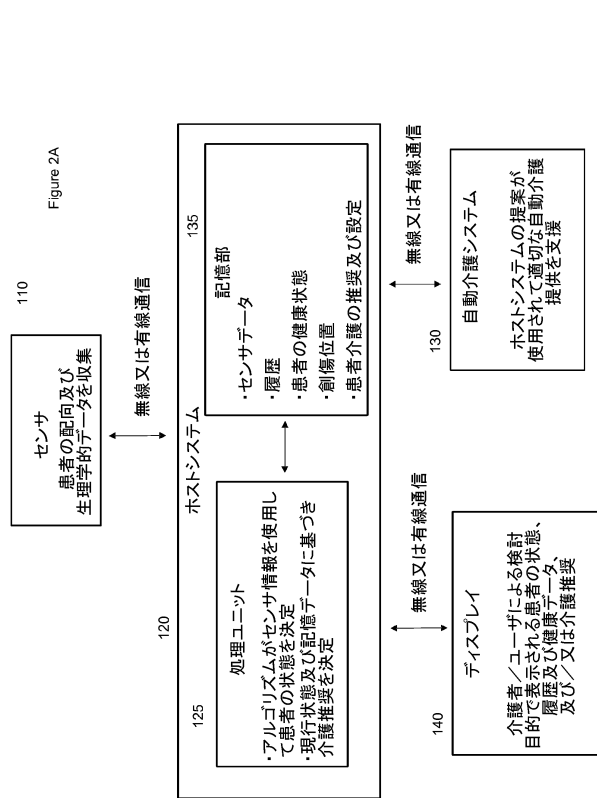 110
センサ
患者の配向及び
生理学的データを収集
無線又は有線通信
Figure 2A
120
ホストシステム
125
処理ユニット
・アルゴリズムがセンサ情報を使用し
て患者の状態を決定
・現行状態及び記憶データに基づき
介護推奨を決定
135
記憶部
・センサデータ
・履歴
・患者の健康状態
・創傷位置
・患者介護の推奨及び設定
無線又は有線通信
無線又は有線通信
140
ディスプレイ
介護者／ユーザによる検討
目的で表示される患者の状態、
履歴及び健康データ、
及び／又は介護推奨
130
自動介護システム
ホストシステムの提案が
使用されて適切な自動介護
提供を支援